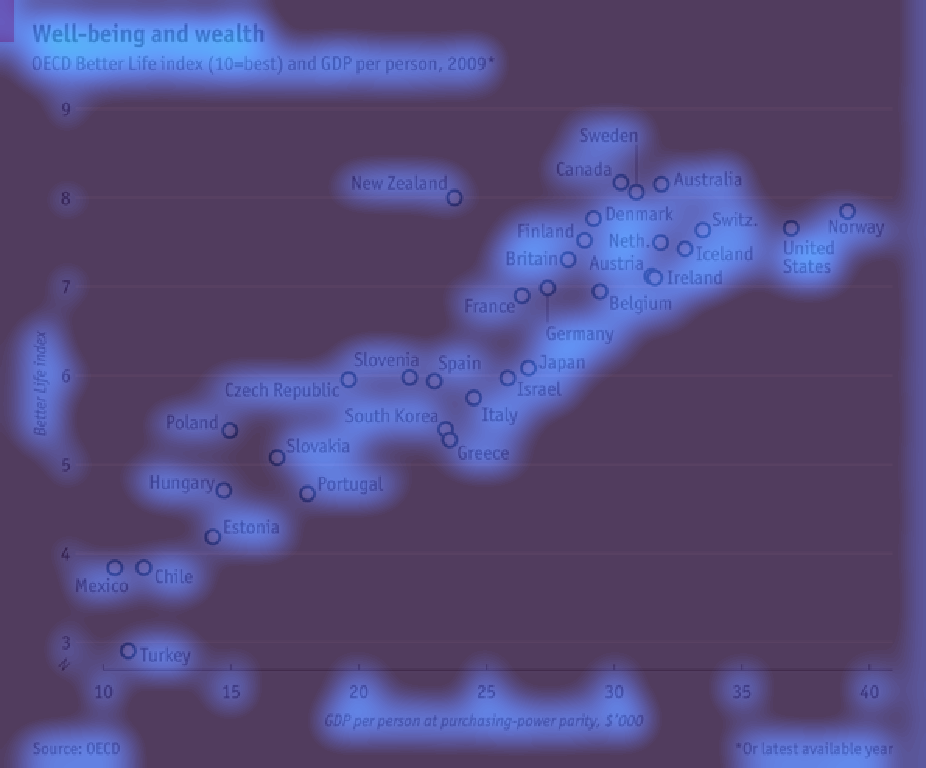 Well-being and wealth
OECD Better Life index (10=best) and GDP per person, 2009*
9
Sweden
Canada
Australia
New Zealand
8
Denmark
Switz.
Norway
Finland
Neth.
United
States
Iceland
Britain
Austria
Ireland
7
France
Belgium
Germany
Better Life index
Slovenia
Spain
Japan
6
Czech Republic
Israel
South Korea
Italy
Poland
Slovakia
Greece
5
Hungary
Portugal
Estonia
4
Mexico
Chile
3
Turkey
10 15 20 25 30 35 40
GDP per person at purchasing-power parity, $'000
Source: OECD
*Or latest available year